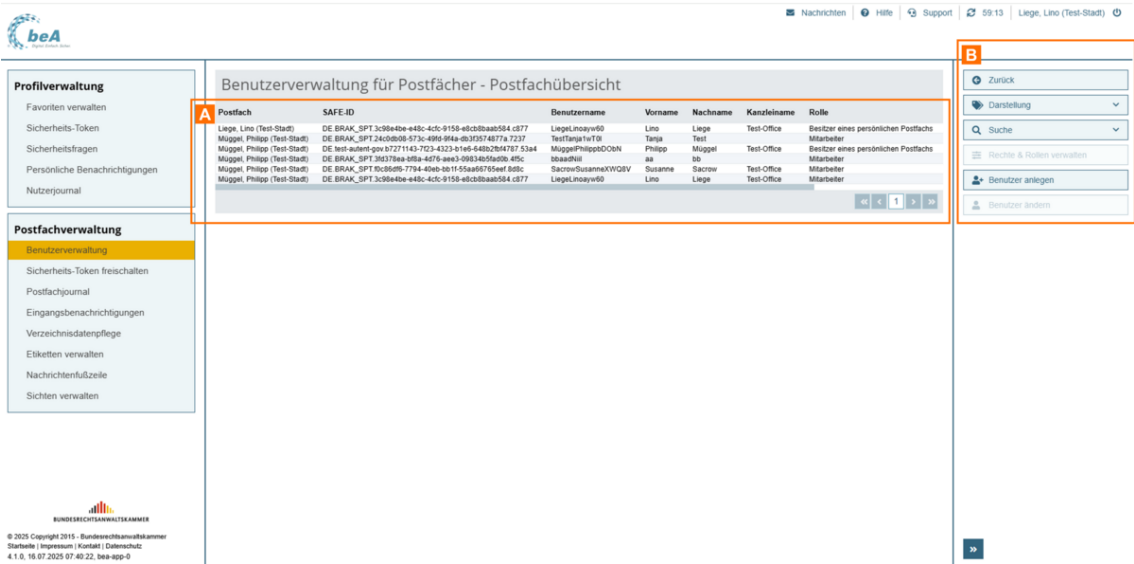 beA
Digital. Einfach. Sicher.
Nachrichten | Hilfe | Support | 59:13 | Liege, Lino (Test-Stadt)
Profilverwaltung
Favoriten verwalten
Sicherheits-Token
Sicherheitsfragen
Persönliche Benachrichtigungen
Nutzerjournal
Postfachverwaltung
Benutzerverwaltung
Sicherheits-Token freischalten
Postfachjournal
Eingangsbenachrichtigungen
Verzeichnisdatenpflege
Etiketten verwalten
Nachrichtenfußzeile
Sichten verwalten
BUNDESRECHTSANWALTSKAMMER
© 2025 Copyright 2015 - Bundesrechtsanwaltskammer
Startseite | Impressum | Kontakt | Datenschutz
4.1.0, 16.07.2025 07:40:22, bea-app-0
Benutzerverwaltung für Postfächer - Postfachübersicht
A
Postfach SAFE-ID Benutzername Vorname Nachname Kanzleiname Rolle
Liege, Lino (Test-Stadt) DE.BRAK_SPT.3c98e4be-e48c-4cfc-9158-e8cb8baab584.c877 LiegeLinoayw60 Lino Liege Test-Office Besitzer eines persönlichen Postfachs
Müggel, Philipp (Test-Stadt) DE.BRAK_SPT.24c0db08-573c-49fd-9f4a-db3f3574877a.7237 TestTanja1wT0l Tanja Test Mitarbeiter
Müggel, Philipp (Test-Stadt) DE.test-autent-gov.b7271143-7f23-4323-b1e6-648b2fbf4787.53a4 MüggelPhilippbDObN Philipp Müggel Test-Office Besitzer eines persönlichen Postfachs
Müggel, Philipp (Test-Stadt) DE.BRAK_SPT.3fd378ea-bf8a-4d76-aee3-09834b5fad0b.4f5c bbaadNiil aa bb Mitarbeiter
Müggel, Philipp (Test-Stadt) DE.BRAK_SPT.f0c86df6-7794-40eb-bb1f-55aa66765eef.8d8c SacrowSusanneXWQ8V Susanne Sacrow Test-Office Mitarbeiter
Müggel, Philipp (Test-Stadt) DE.BRAK_SPT.3c98e4be-e48c-4cfc-9158-e8cb8baab584.c877 LiegeLinoayw60 Lino Liege Test-Office Mitarbeiter
1
B
Zurück
Darstellung
Suche
Rechte & Rollen verwalten
Benutzer anlegen
Benutzer ändern